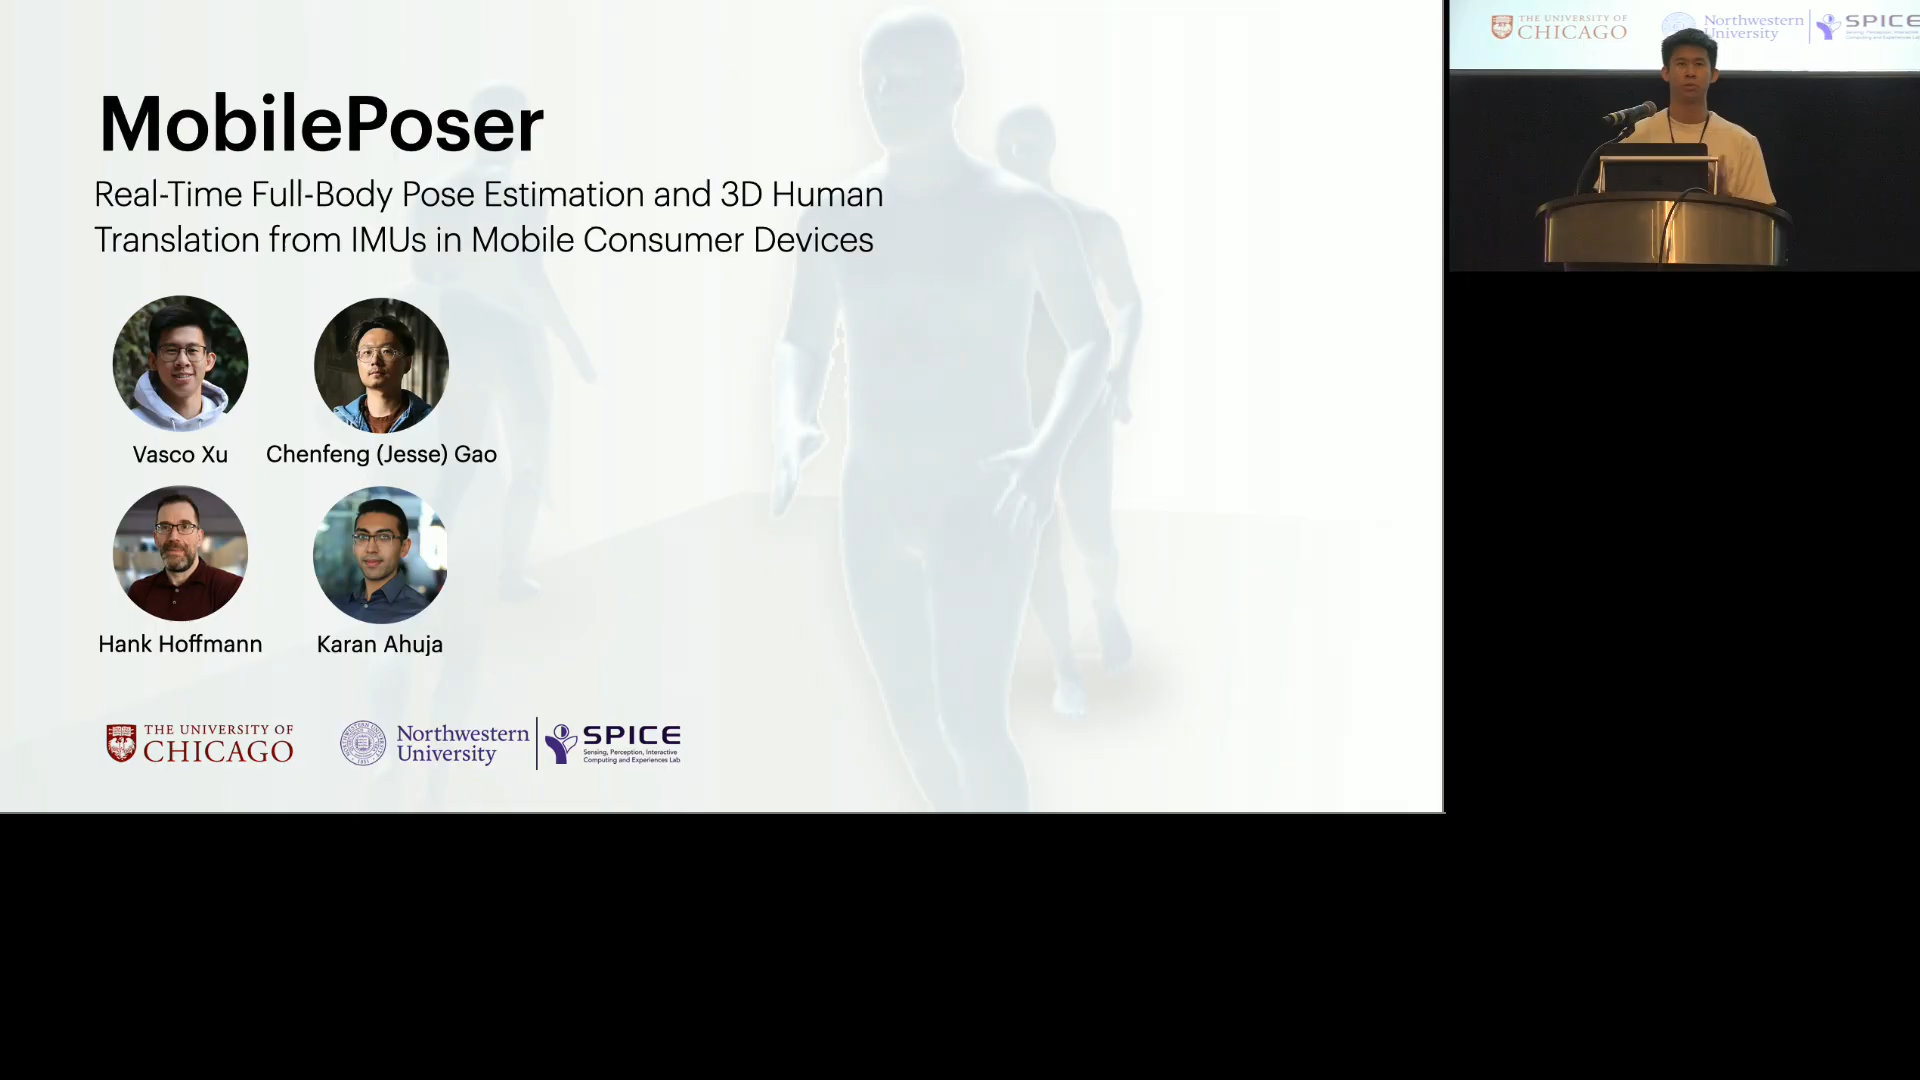 MobilePoser
Real-Time Full-Body Pose Estimation and 3D Human
Translation from IMUs in Mobile Consumer Devices
Vasco Xu
Chenfeng (Jesse) Gao
Hank Hoffmann
Karan Ahuja
THE UNIVERSITY OF
CHICAGO
Northwestern
University
SPICE
Sensing, Perception, Interactive
Computing and Experiences Lab
THE UNIVERSITY OF
CHICAGO
Northwestern
University
SPICE